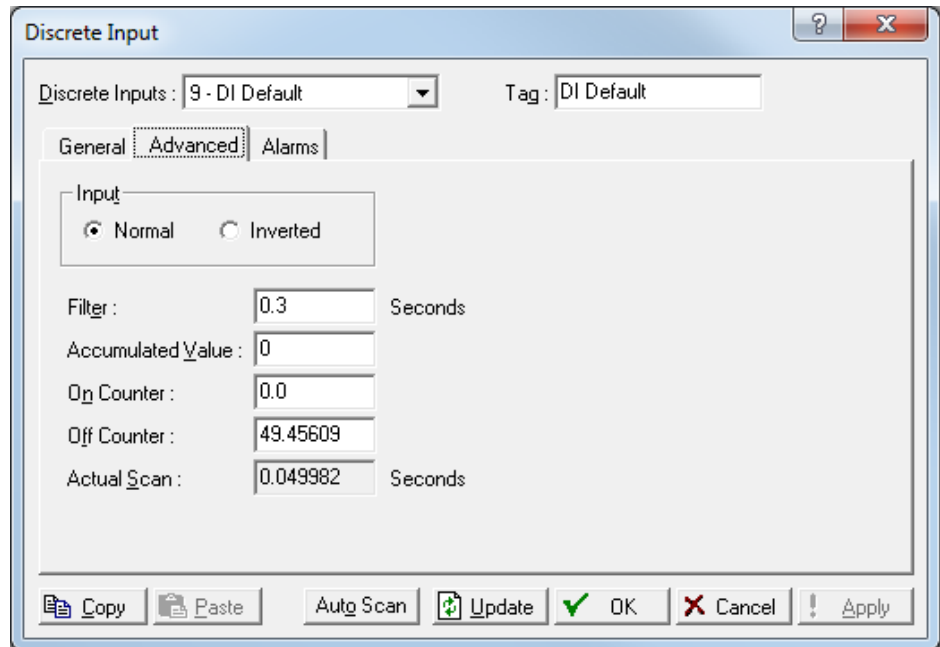 Discrete Input
Discrete Inputs : 9 - DI Default Tag : DI Default
General Advanced Alarms
Input
Normal Inverted
Filter : 0.3 Seconds
Accumulated Value : 0
On Counter : 0.0
Off Counter : 49.45609
Actual Scan : 0.049982 Seconds
Copy Paste Auto Scan Update OK Cancel Apply